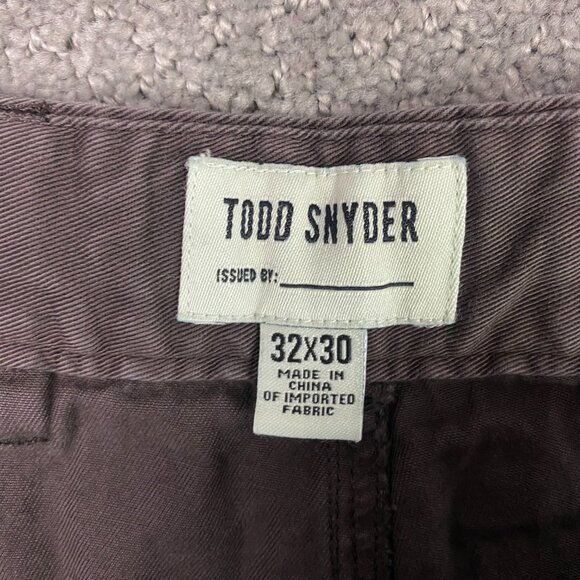 TODD SNYDER
ISSUED BY:
32X30
MADE IN
CHINA
OF IMPORTED
FABRIC